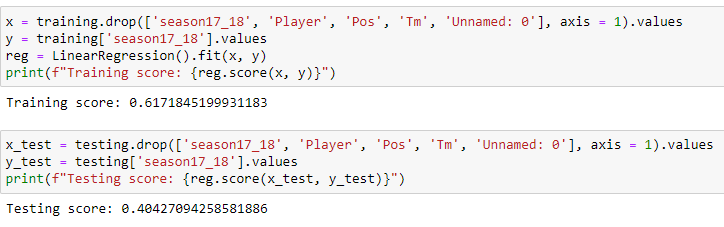 x = training.drop(['season17_18', 'Player', 'Pos', 'Tm', 'Unnamed: 0'], axis = 1).values
y = training['season17_18'].values
reg = LinearRegression().fit(x, y)
print(f"Training score: {reg.score(x, y)}")
Training score: 0.6171845199931183
x_test = testing.drop(['season17_18', 'Player', 'Pos', 'Tm', 'Unnamed: 0'], axis = 1).values
y_test = testing['season17_18'].values
print(f"Testing score: {reg.score(x_test, y_test)}")
Testing score: 0.40427094258581886